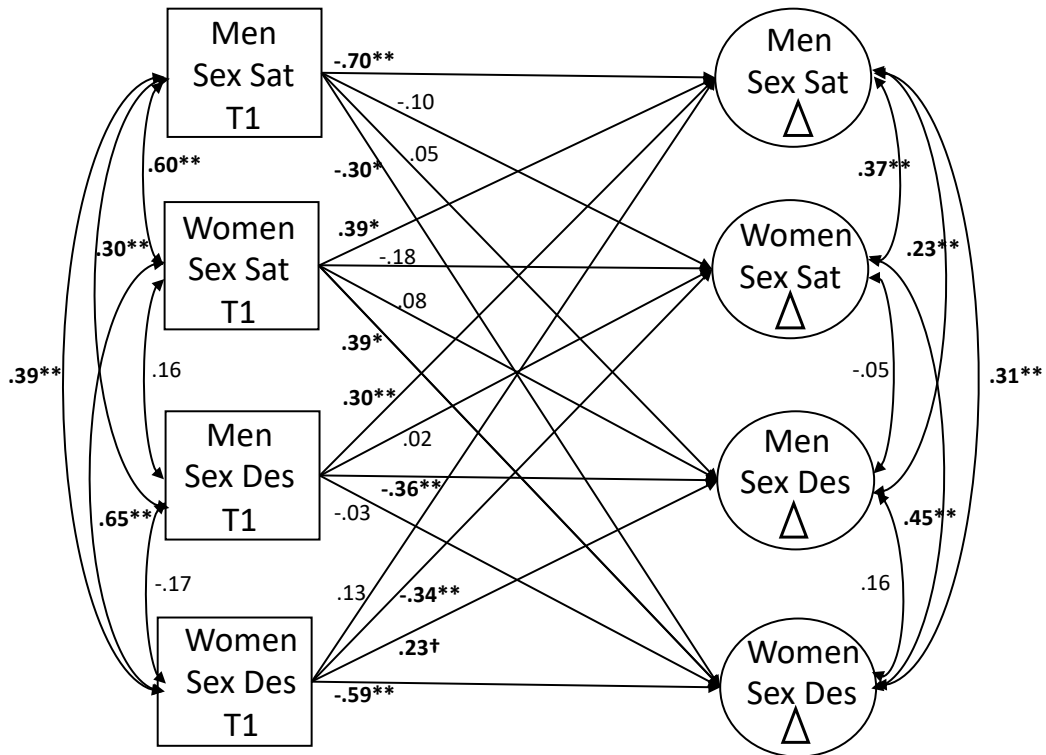 Men
Sex Sat
T1
Women
Sex Sat
T1
Men
Sex Des
T1
Women
Sex Des
T1
Men
Sex Sat
△
Women
Sex Sat
△
Men
Sex Des
△
Women
Sex Des
△
.60**
.30**
.39**
.16
.65**
-.17
-.70**
-.10
.05
-.30*
.39*
-.18
.08
.39*
.30**
.02
-.36**
-.03
.13
-.34**
.23†
-.59**
.37**
.23**
.31**
-.05
.45**
.16